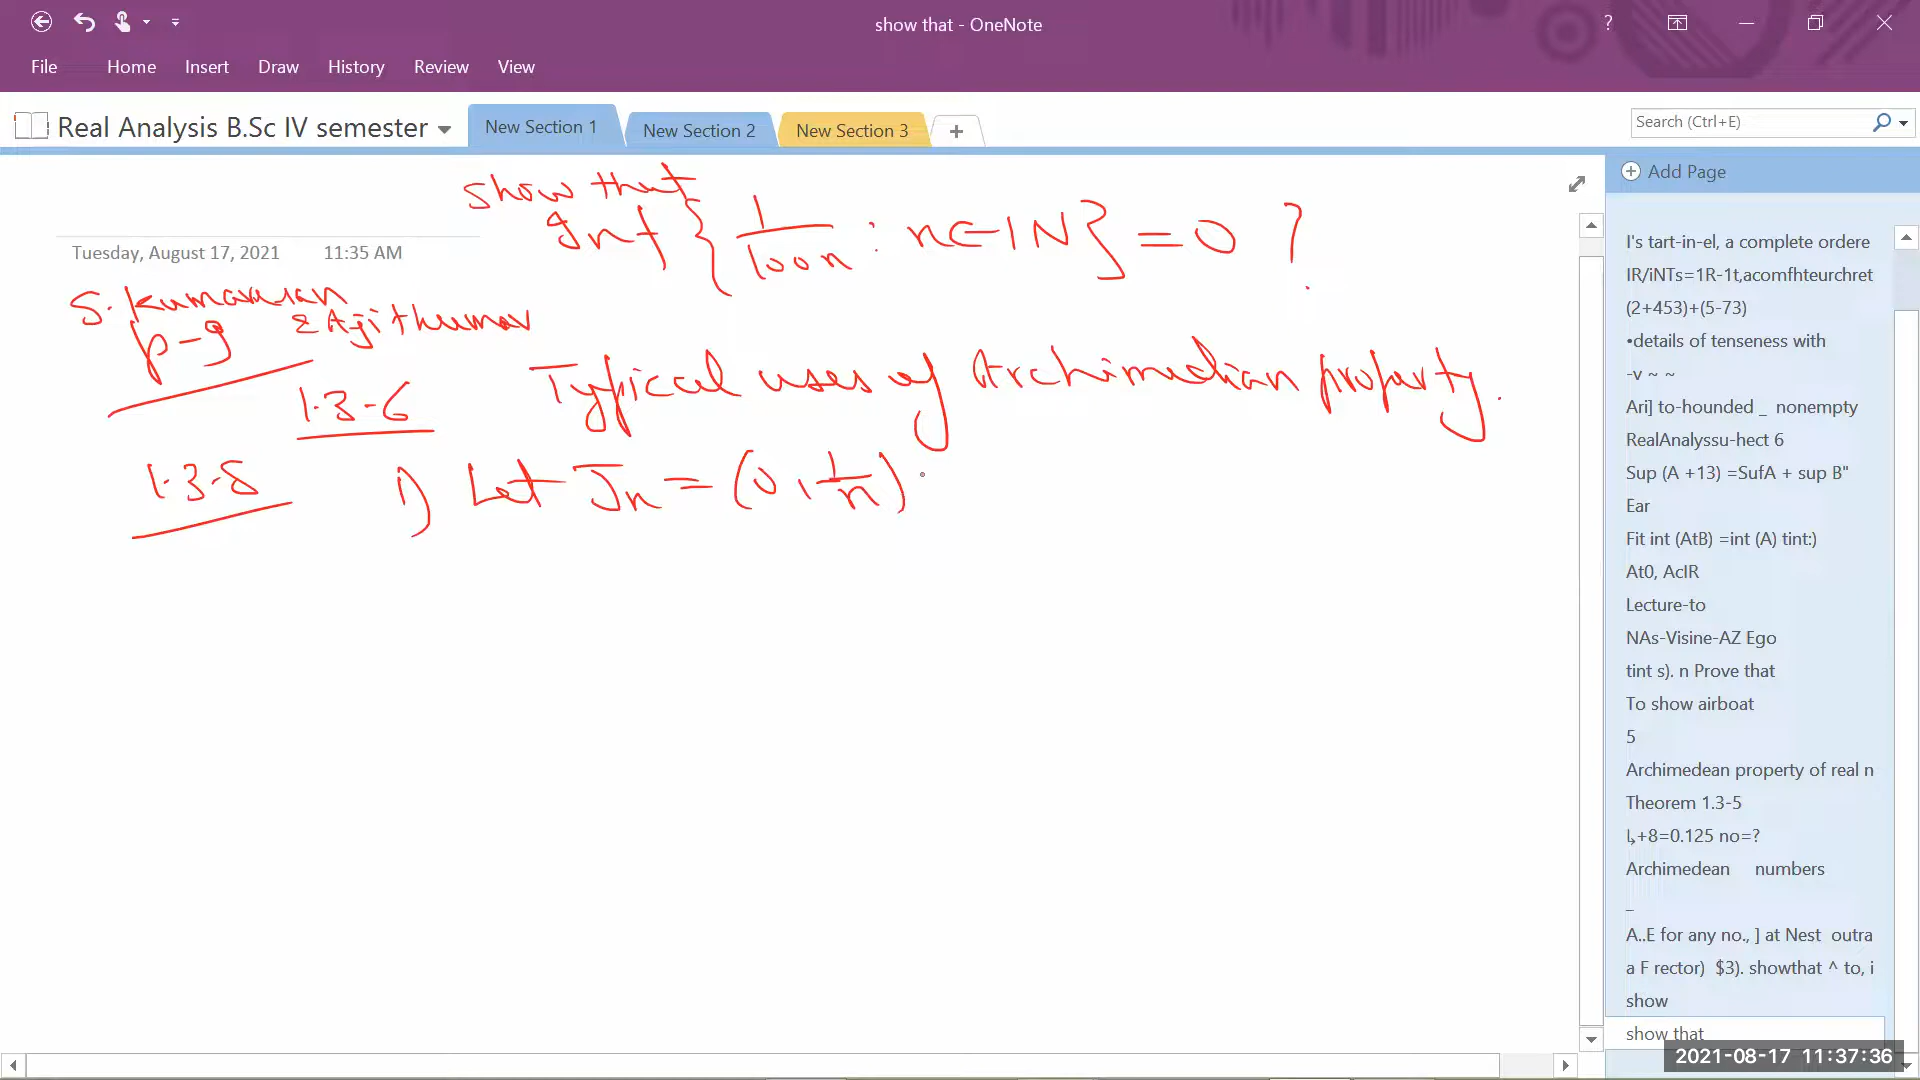 show that - OneNote
?
File Home Insert Draw History Review View
Real Analysis B.Sc IV semester
New Section 1
New Section 2
New Section 3
+
Search (Ctrl+E)
show that
Inf { 1/100n : n ∈ IN } = 0 ?
Tuesday, August 17, 2021 11:35 AM
S. Kumaresan
& Ajithkumar
p-9
Typical uses of Archimedian property.
1.3-6
1.3-8
1) Let Jn = (0, 1/n)
Add Page
I's tart-in-el, a complete ordere
IR/iNTs=1R-1t,acomfhteurchret
(2+453)+(5-73)
•details of tenseness with
-v ~ ~
Ari] to-hounded _ nonempty
RealAnalyssu-hect 6
Sup (A +13) =SufA + sup B"
Ear
Fit int (AtB) =int (A) tint:)
At0, AcIR
Lecture-to
NAs-Visine-AZ Ego
tint s). n Prove that
To show airboat
5
Archimedean property of real n
Theorem 1.3-5
↳+8=0.125 no=?
Archimedean numbers
_
A..E for any no., ] at Nest outra
a F rector) $3). showthat ^ to, i
show
show that
2021-08-17 11:37:36